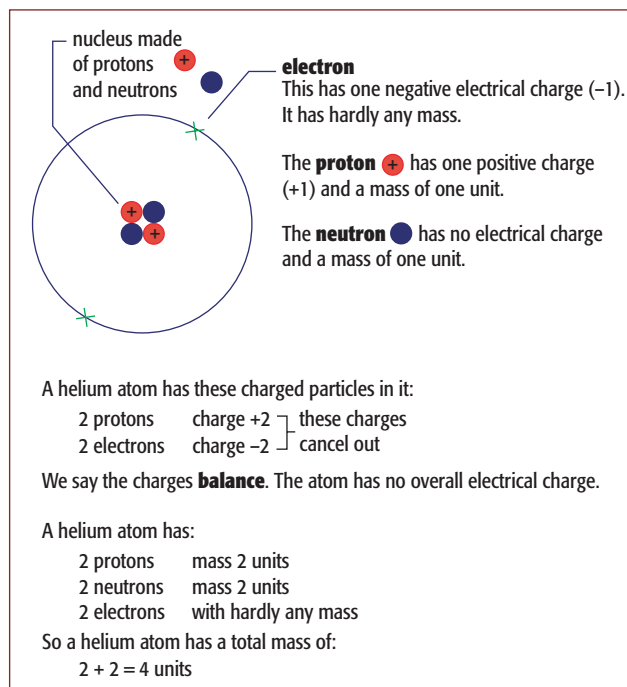 nucleus made
of protons
and neutrons
+
electron
This has one negative electrical charge (–1).
It has hardly any mass.
The proton + has one positive charge
(+1) and a mass of one unit.
The neutron has no electrical charge
and a mass of one unit.
+
+
A helium atom has these charged particles in it:
2 protons charge +2 these charges
2 electrons charge –2 cancel out
We say the charges balance. The atom has no overall electrical charge.
A helium atom has:
2 protons mass 2 units
2 neutrons mass 2 units
2 electrons with hardly any mass
So a helium atom has a total mass of:
2 + 2 = 4 units